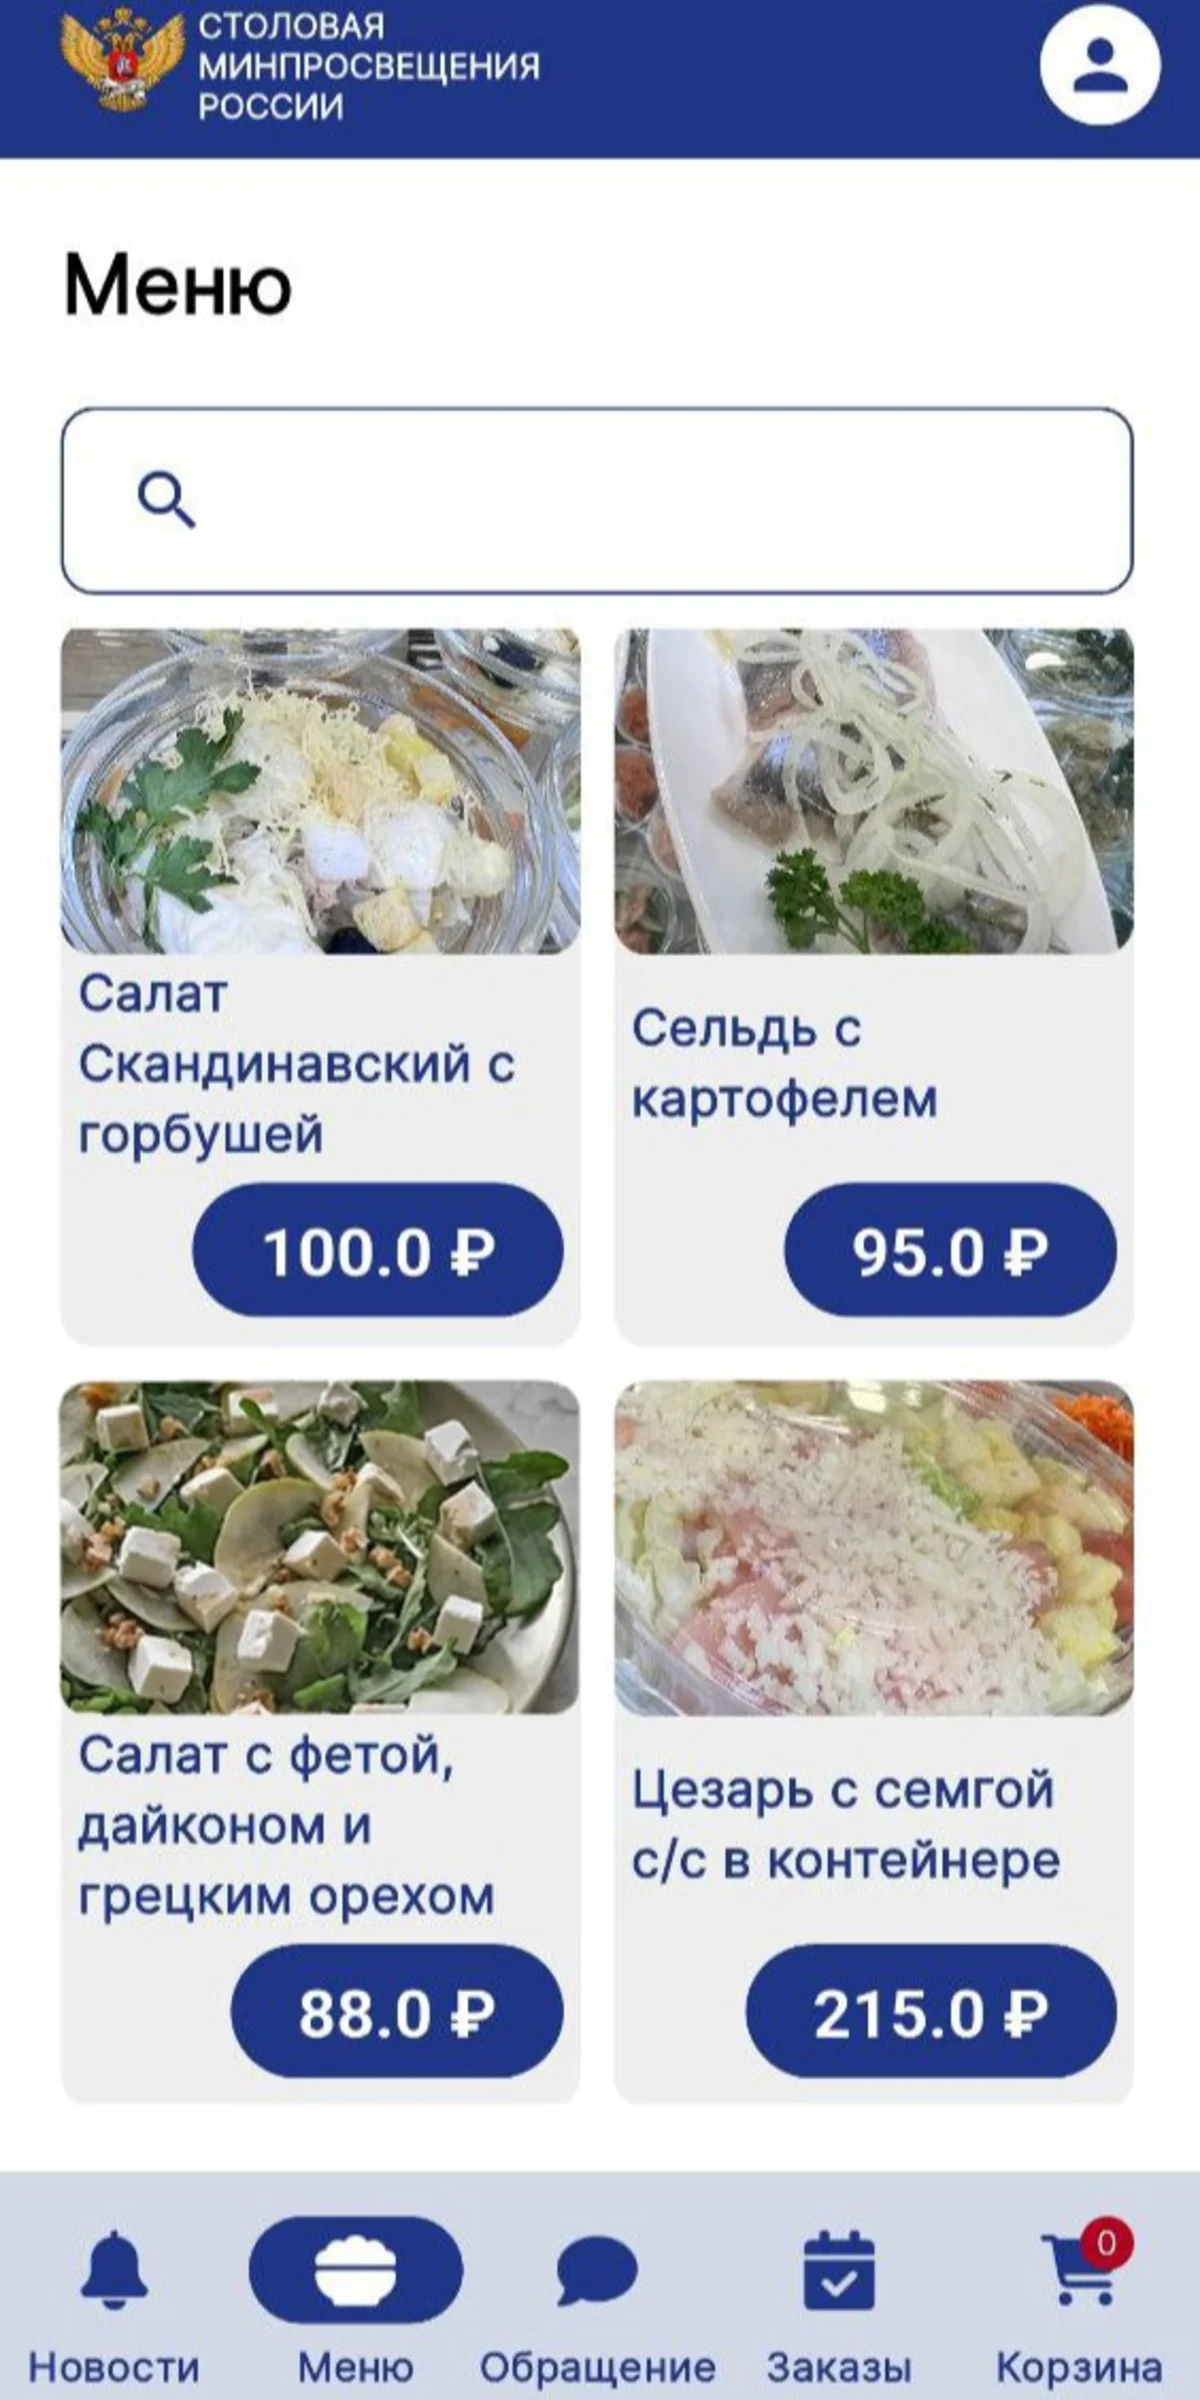 СТОЛОВАЯ
МИНПРОСВЕЩЕНИЯ
РОССИИ
Меню
Салат
Скандинавский с
горбушей
100.0 ₽
Сельдь с
картофелем
95.0 ₽
Салат с фетой,
дайконом и
грецким орехом
88.0 ₽
Цезарь с семгой
с/с в контейнере
215.0 ₽
0
Новости
Меню
Обращение
Заказы
Корзина